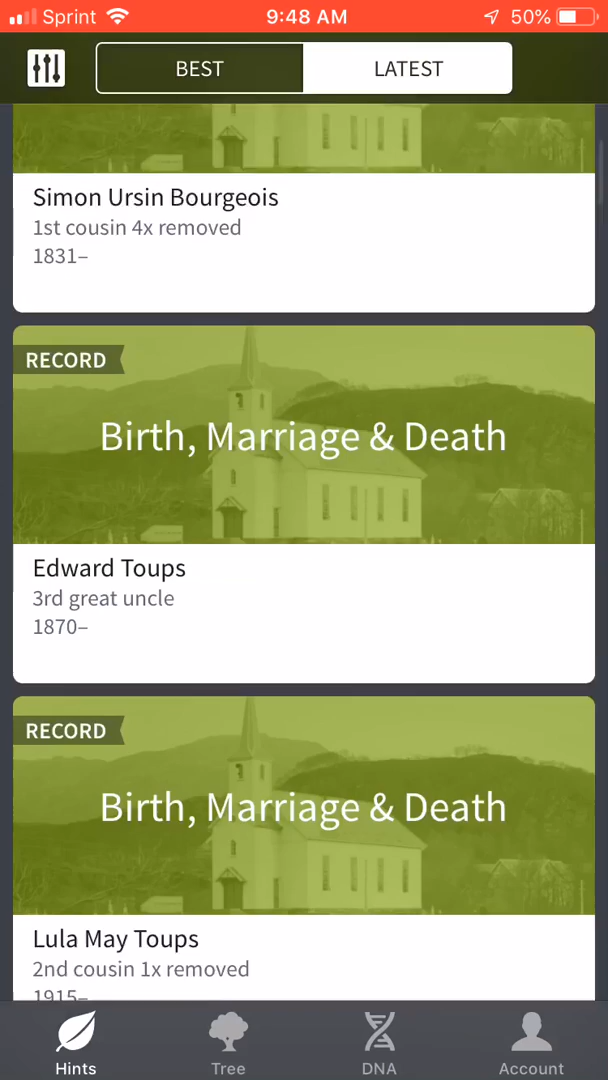 Sprint 9:48 AM 50%
BEST LATEST
Simon Ursin Bourgeois
1st cousin 4x removed
1831–
RECORD
Birth, Marriage & Death
Edward Toups
3rd great uncle
1870–
RECORD
Birth, Marriage & Death
Lula May Toups
2nd cousin 1x removed
1915–
Hints Tree DNA Account